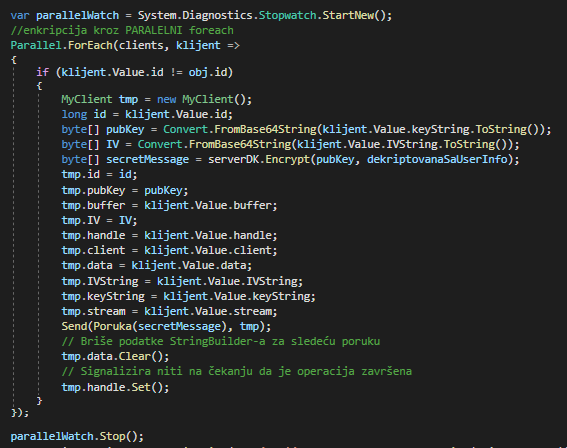 var parallelWatch = System.Diagnostics.Stopwatch.StartNew();
//enkripcija kroz PARALELNI foreach
Parallel.ForEach(clients, klijent =>
{
if (klijent.Value.id != obj.id)
{
MyClient tmp = new MyClient();
long id = klijent.Value.id;
byte[] pubKey = Convert.FromBase64String(klijent.Value.keyString.ToString());
byte[] IV = Convert.FromBase64String(klijent.Value.IVString.ToString());
byte[] secretMessage = serverDK.Encrypt(pubKey, dekriptovanaSaUserInfo);
tmp.id = id;
tmp.pubKey = pubKey;
tmp.buffer = klijent.Value.buffer;
tmp.IV = IV;
tmp.handle = klijent.Value.handle;
tmp.client = klijent.Value.client;
tmp.data = klijent.Value.data;
tmp.IVString = klijent.Value.IVString;
tmp.keyString = klijent.Value.keyString;
tmp.stream = klijent.Value.stream;
Send(Poruka(secretMessage), tmp);
// Briše podatke StringBuilder-a za sledeću poruku
tmp.data.Clear();
// Signalizira niti na čekanju da je operacija završena
tmp.handle.Set();
}
});
parallelWatch.Stop();